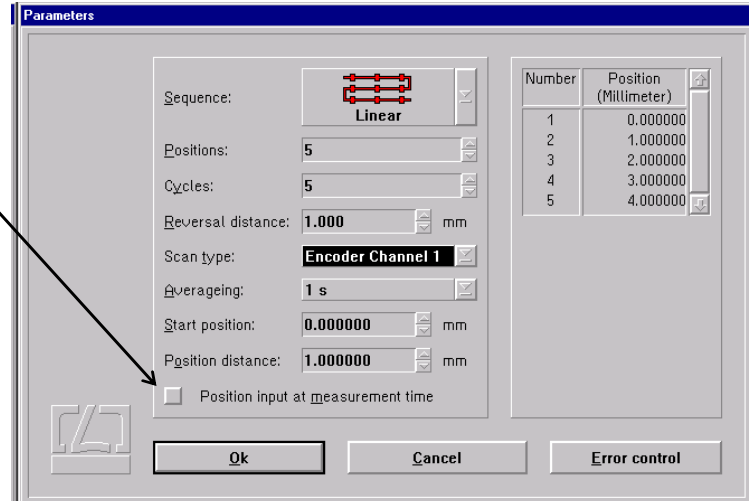 Parameters
Sequence:
Linear
Positions: 5
Cycles: 5
Reversal distance: 1.000 mm
Scan type: Encoder Channel 1
Averageing: 1 s
Start position: 0.000000 mm
Position distance: 1.000000 mm
Position input at measurement time
Number Position
(Millimeter)
1 0.000000
2 1.000000
3 2.000000
4 3.000000
5 4.000000
Ok Cancel Error control